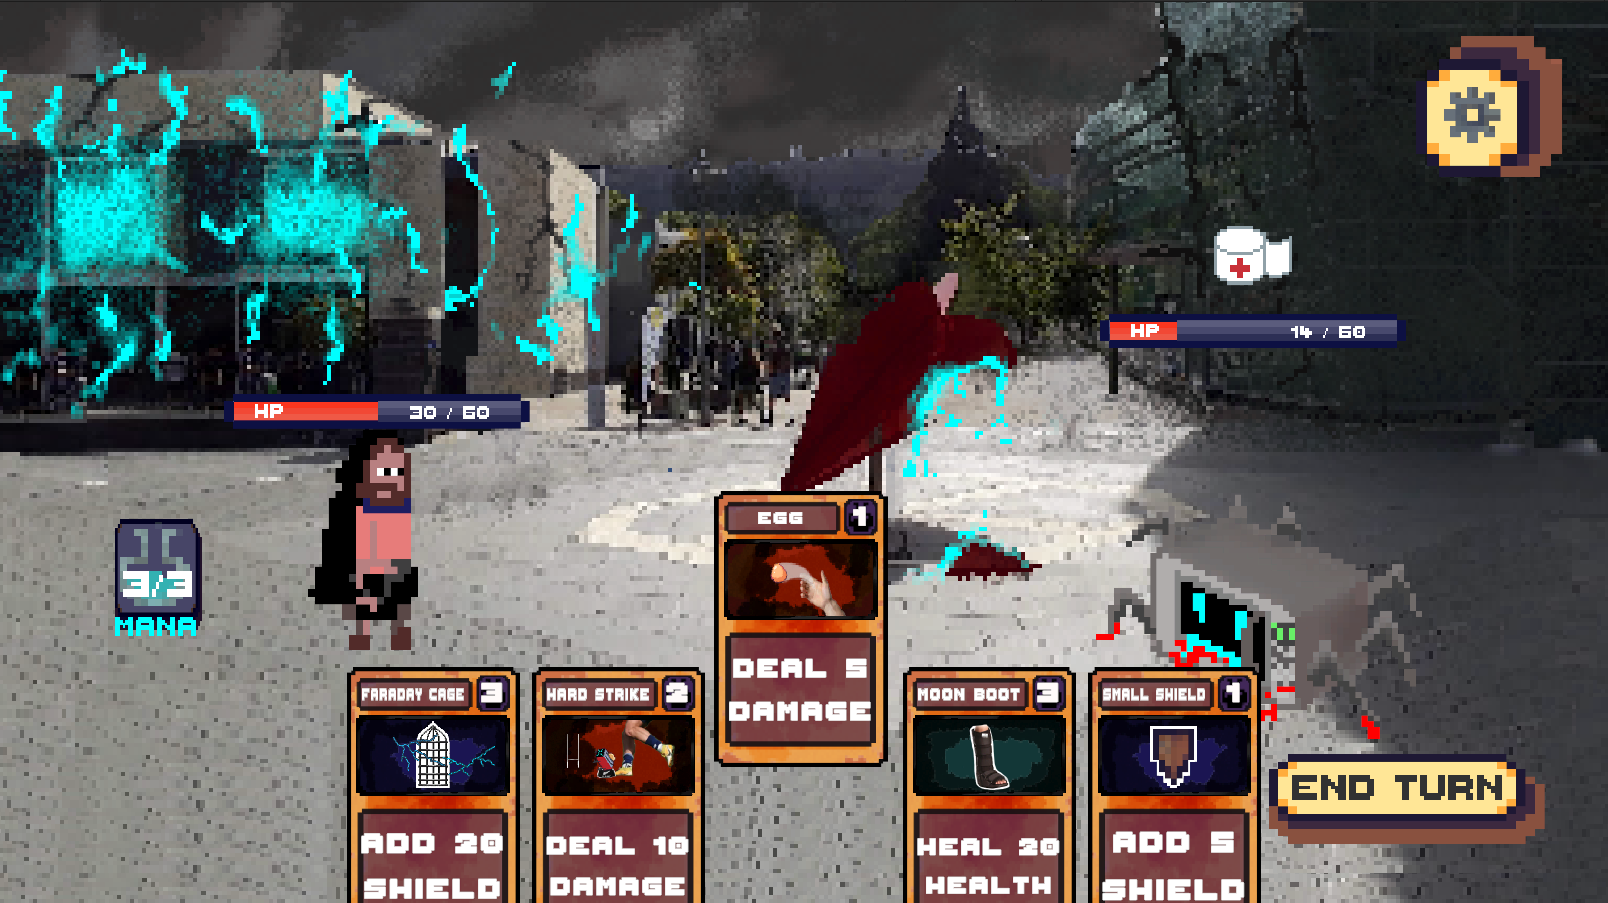 HP 14 / 60
HP 30 / 60
3/3
MANA
EGG 1
DEAL 5
DAMAGE
FARADAY CAGE 3
ADD 20
SHIELD
HARD STRIKE 2
DEAL 10
DAMAGE
MOON BOOT 3
HEAL 20
HEALTH
SMALL SHIELD 1
ADD 5
SHIELD
END TURN